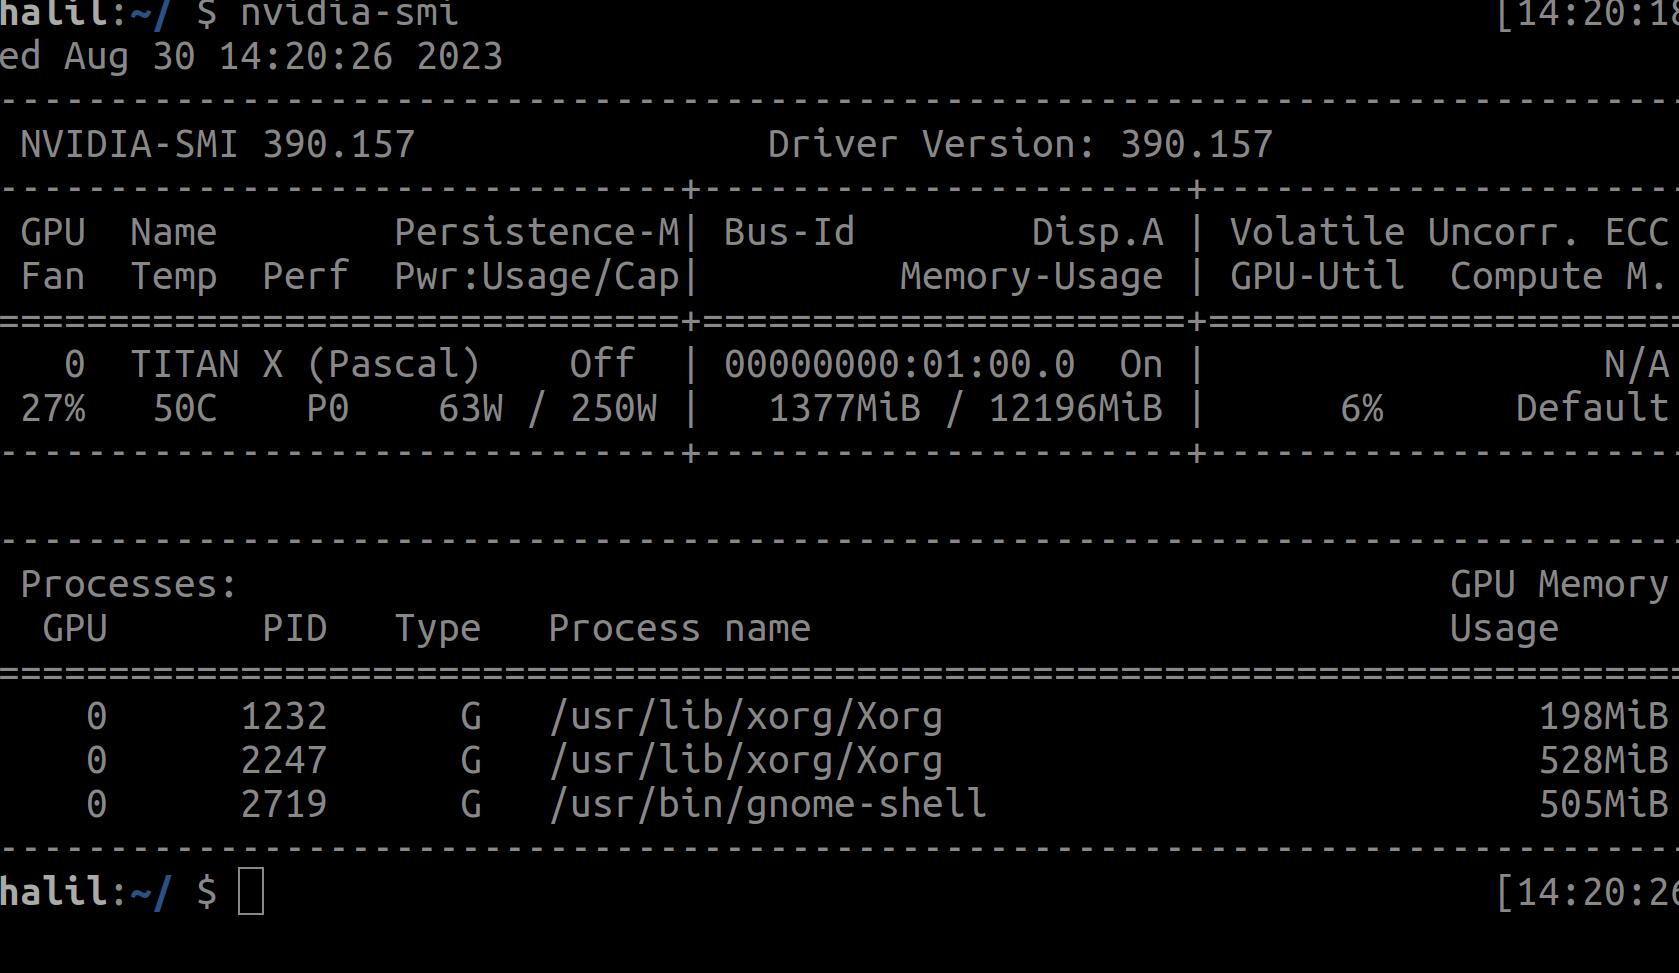 halil:~/ $ nvidia-smi [14:20:18
ed Aug 30 14:20:26 2023
-----------------------------------------------------------------------------
NVIDIA-SMI 390.157 Driver Version: 390.157
-------------------------------+----------------------+----------------------
GPU Name Persistence-M| Bus-Id Disp.A | Volatile Uncorr. ECC
Fan Temp Perf Pwr:Usage/Cap| Memory-Usage | GPU-Util Compute M.
===============================+======================+======================
0 TITAN X (Pascal) Off | 00000000:01:00.0 On | N/A
27% 50C P0 63W / 250W | 1377MiB / 12196MiB | 6% Default
-------------------------------+----------------------+----------------------
-----------------------------------------------------------------------------
Processes: GPU Memory
GPU PID Type Process name Usage
=============================================================================
0 1232 G /usr/lib/xorg/Xorg 198MiB
0 2247 G /usr/lib/xorg/Xorg 528MiB
0 2719 G /usr/bin/gnome-shell 505MiB
-----------------------------------------------------------------------------
halil:~/ $ [14:20:26